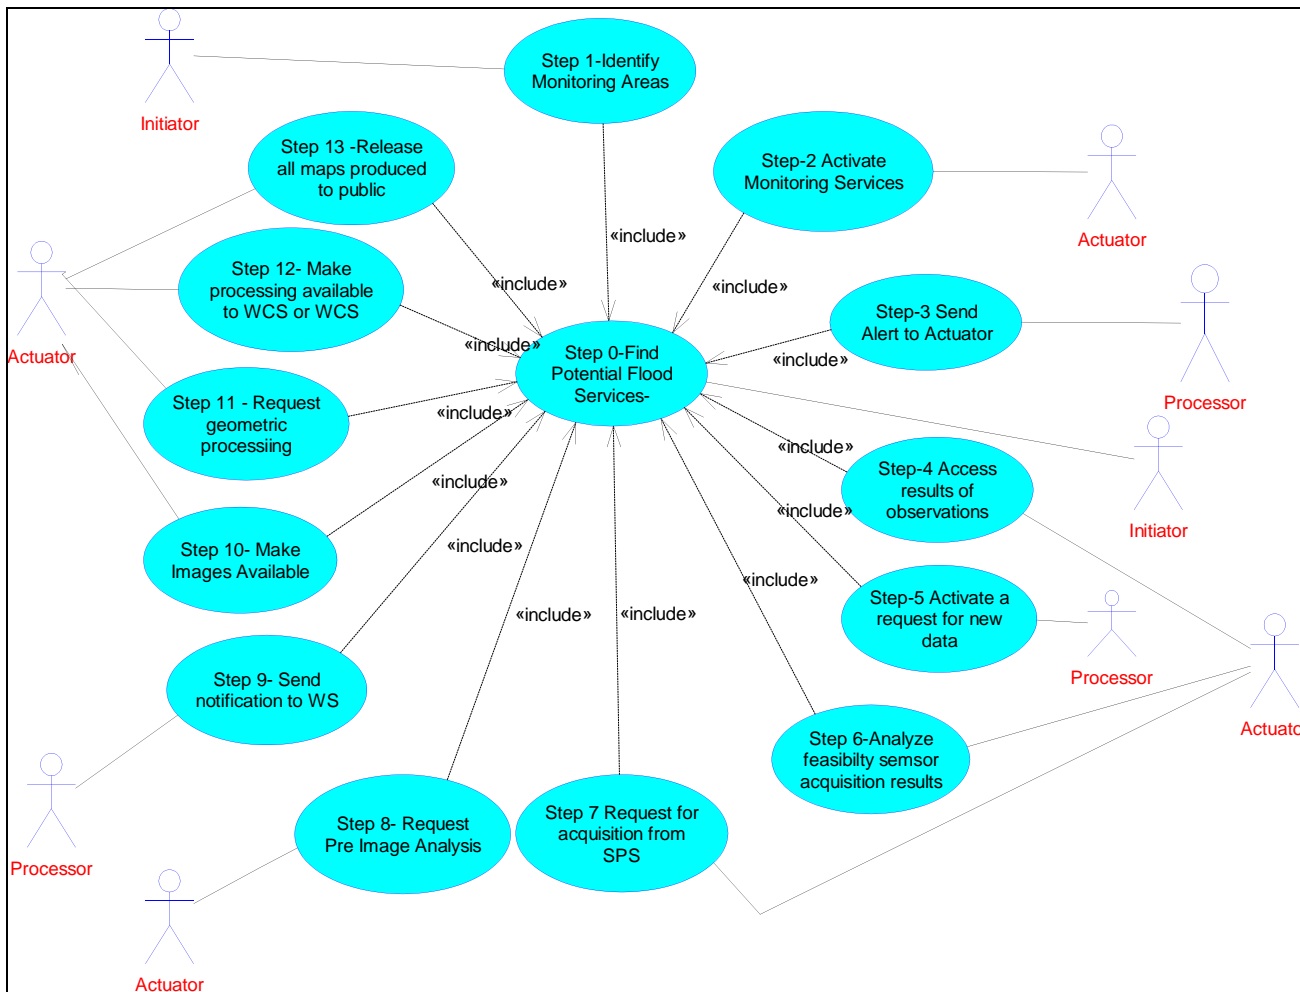 Initiator
Step 1-Identify
Monitoring Areas
Step 13 -Release
all maps produced
to public
Step-2 Activate
Monitoring Services
Actuator
«include»
«include»
Step 12- Make
processing available
to WCS or WCS
«include»
«include»
Actuator
Step-3 Send
Alert to Actuator
Processor
«include»
«include»
Step 0-Find
Potential Flood
Services-
Step 11 - Request
geometric
processiing
«include»
«include»
Step-4 Access
results of
observations
Initiator
«include»
«include»
Step 10- Make
Images Available
«include»
«include»
Step-5 Activate a
request for new
data
Processor
«include»
«include»
Step 9- Send
notification to WS
Step 6-Analyze
feasibilty semsor
acquisition results
Actuato
Processor
Step 8- Request
Pre Image Analysis
Step 7 Request for
acquisition from
SPS
Actuator